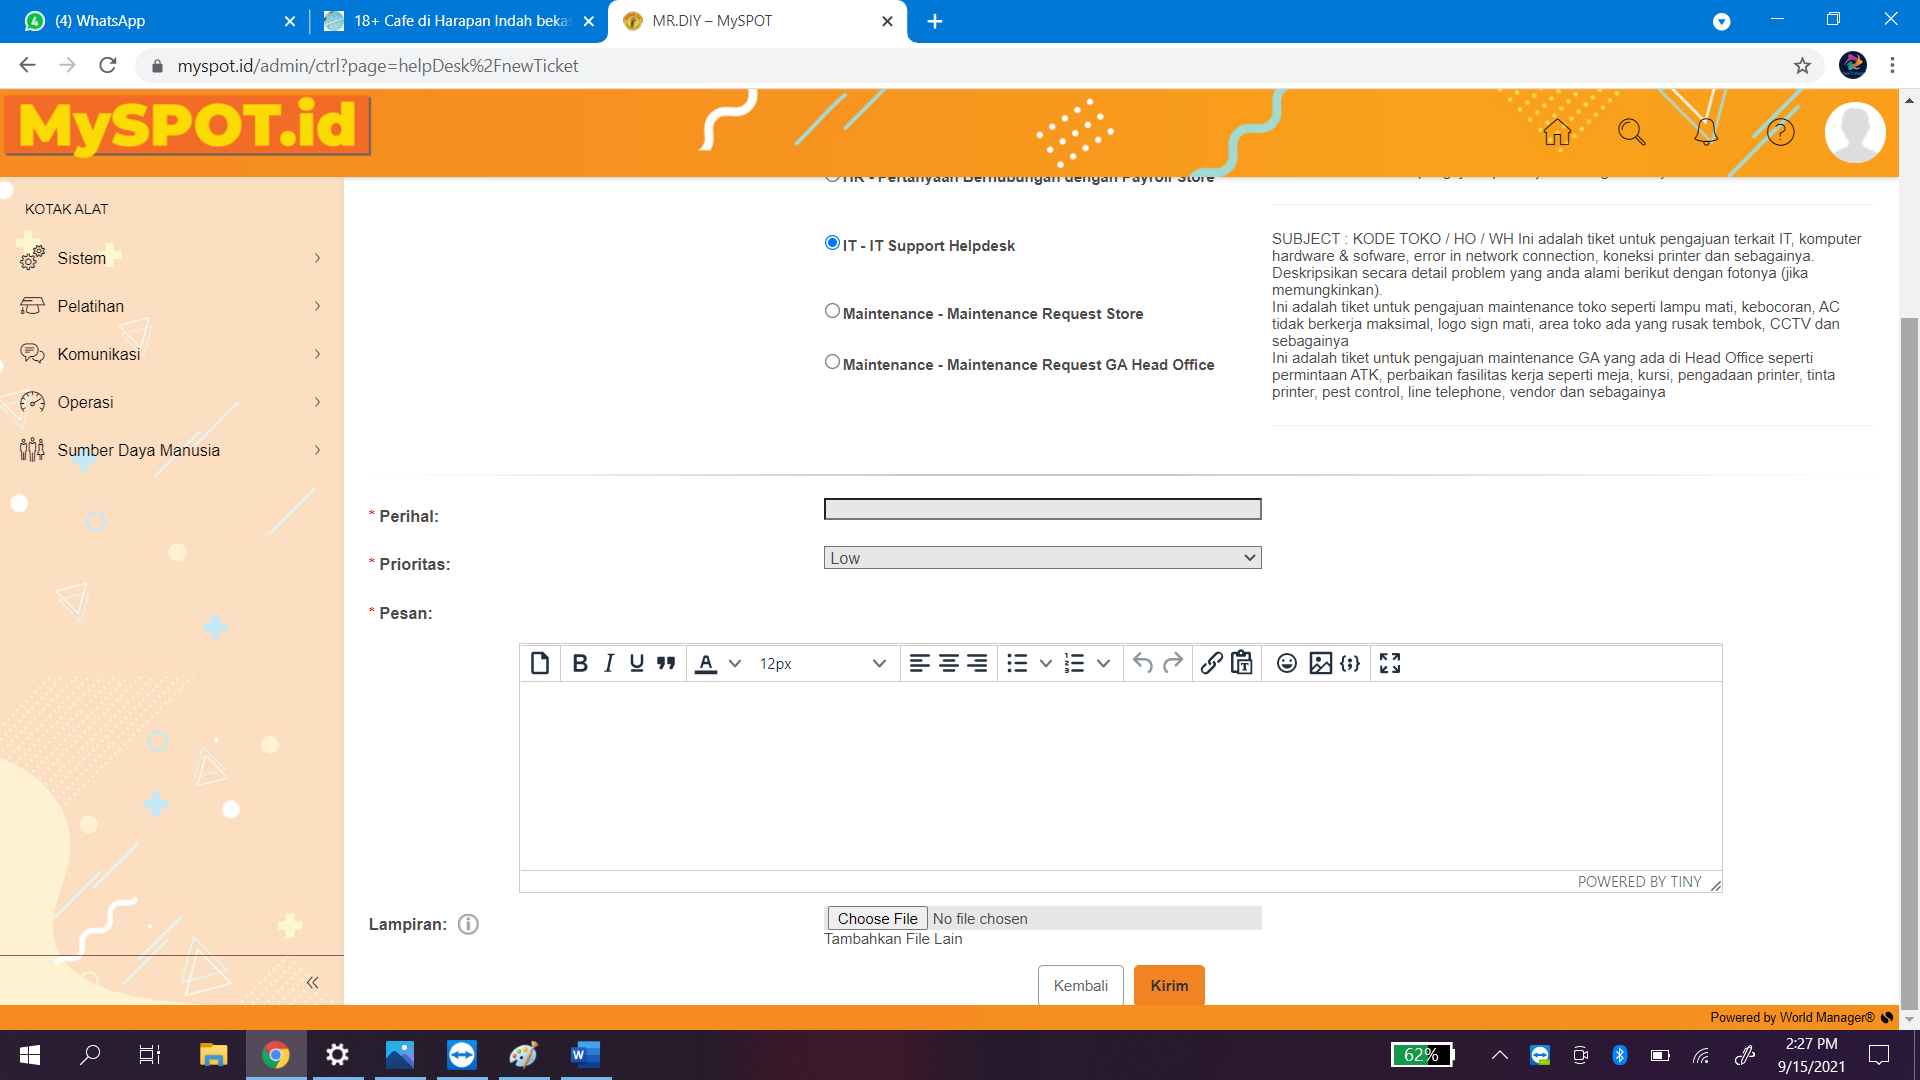 (4) WhatsApp
18+ Cafe di Harapan Indah beka
MR.DIY – MySPOT
myspot.id/admin/ctrl?page=helpDesk%2FnewTicket
MySPOT.id
KOTAK ALAT
Sistem
Pelatihan
Komunikasi
Operasi
Sumber Daya Manusia
HR - Pertanyaan Berhubungan dengan Payroll Store
IT - IT Support Helpdesk
SUBJECT : KODE TOKO / HO / WH Ini adalah tiket untuk pengajuan terkait IT, komputer
hardware & sofware, error in network connection, koneksi printer dan sebagainya.
Deskripsikan secara detail problem yang anda alami berikut dengan fotonya (jika
memungkinkan).
Maintenance - Maintenance Request Store
Ini adalah tiket untuk pengajuan maintenance toko seperti lampu mati, kebocoran, AC
tidak berkerja maksimal, logo sign mati, area toko ada yang rusak tembok, CCTV dan
sebagainya
Maintenance - Maintenance Request GA Head Office
Ini adalah tiket untuk pengajuan maintenance GA yang ada di Head Office seperti
permintaan ATK, perbaikan fasilitas kerja seperti meja, kursi, pengadaan printer, tinta
printer, pest control, line telephone, vendor dan sebagainya
* Perihal:
* Prioritas:
Low
* Pesan:
12px
POWERED BY TINY
Lampiran:
Choose File No file chosen
Tambahkan File Lain
Kembali
Kirim
Powered by World Manager®
62%
2:27 PM
9/15/2021